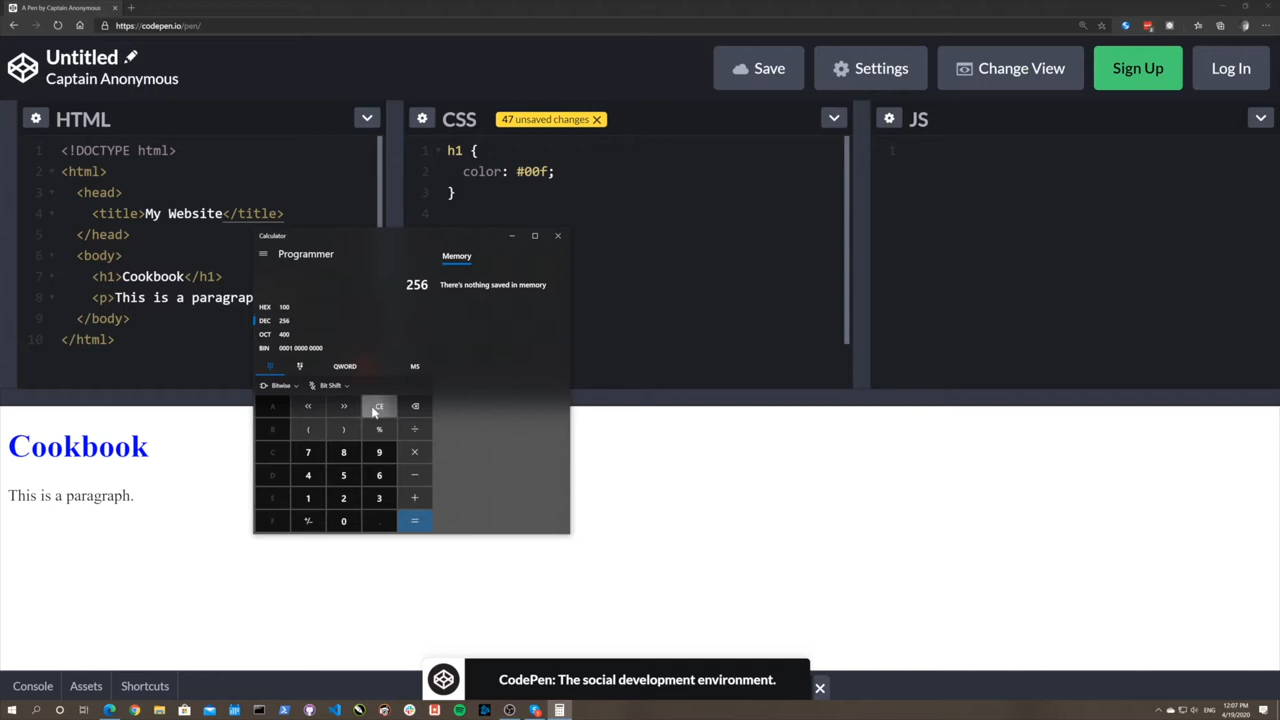 A Pen by Captain Anonymous
https://codepen.io/pen/
Untitled
Captain Anonymous
Save
Settings
Change View
Sign Up
Log In
HTML
CSS
47 unsaved changes
JS
1 <!DOCTYPE html>
2 <html>
3 <head>
4 <title>My Website</title>
5 </head>
6 <body>
7 <h1>Cookbook</h1>
8 <p>This is a paragrap
9 </body>
10 </html>
1 h1 {
2 color: #00f;
3 }
4
1
Calculator
Programmer
Memory
256
There's nothing saved in memory
HEX 100
DEC 256
OCT 400
BIN 0001 0000 0000
QWORD MS
Bitwise Bit Shift
A « » CE
B ( ) % ÷
C 7 8 9 ×
D 4 5 6 −
E 1 2 3 +
F +/- 0 . =
Cookbook
This is a paragraph.
CodePen: The social development environment.
Console Assets Shortcuts
ENG
12:07 PM
4/19/2020